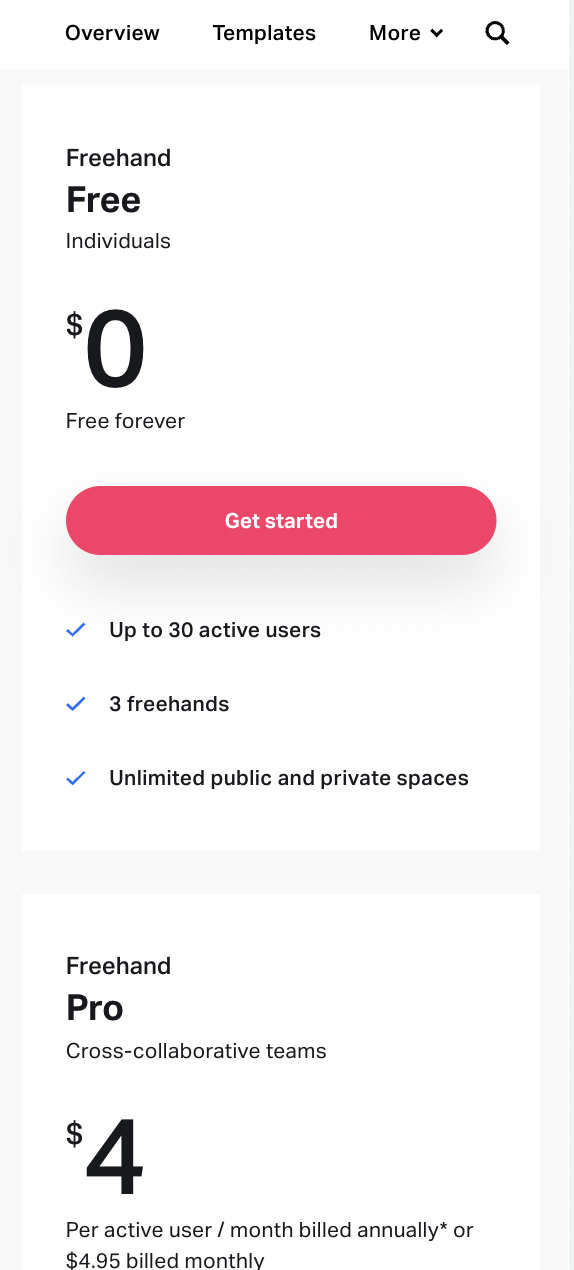 Overview Templates More
Freehand
Free
Individuals
$0
Free forever
Get started
Up to 30 active users
3 freehands
Unlimited public and private spaces
Freehand
Pro
Cross-collaborative teams
$4
Per active user / month billed annually* or
$4.95 billed monthly